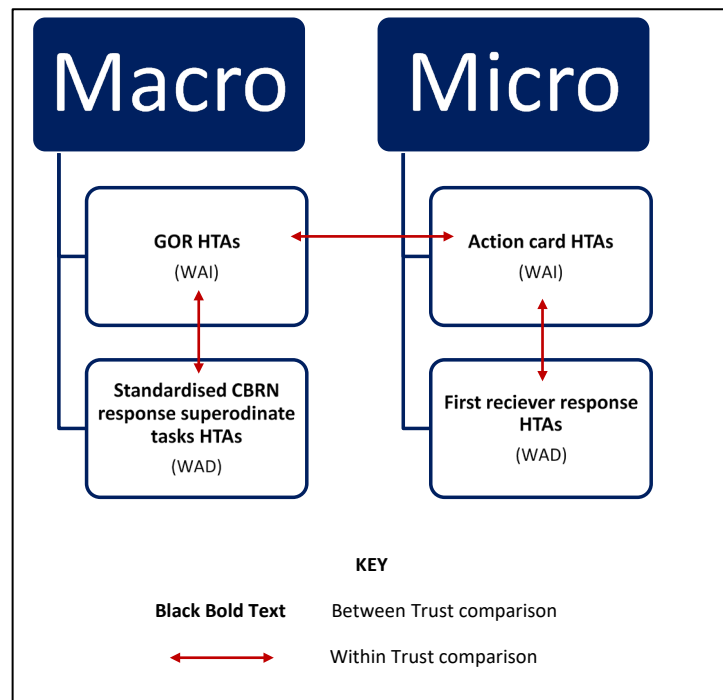 Macro
Micro
GOR HTAs
(WAI)
Action card HTAs
(WAI)
Standardised CBRN
response superodinate
tasks HTAs
(WAD)
First reciever response
HTAs
(WAD)
KEY
Black Bold Text Between Trust comparison
Within Trust comparison